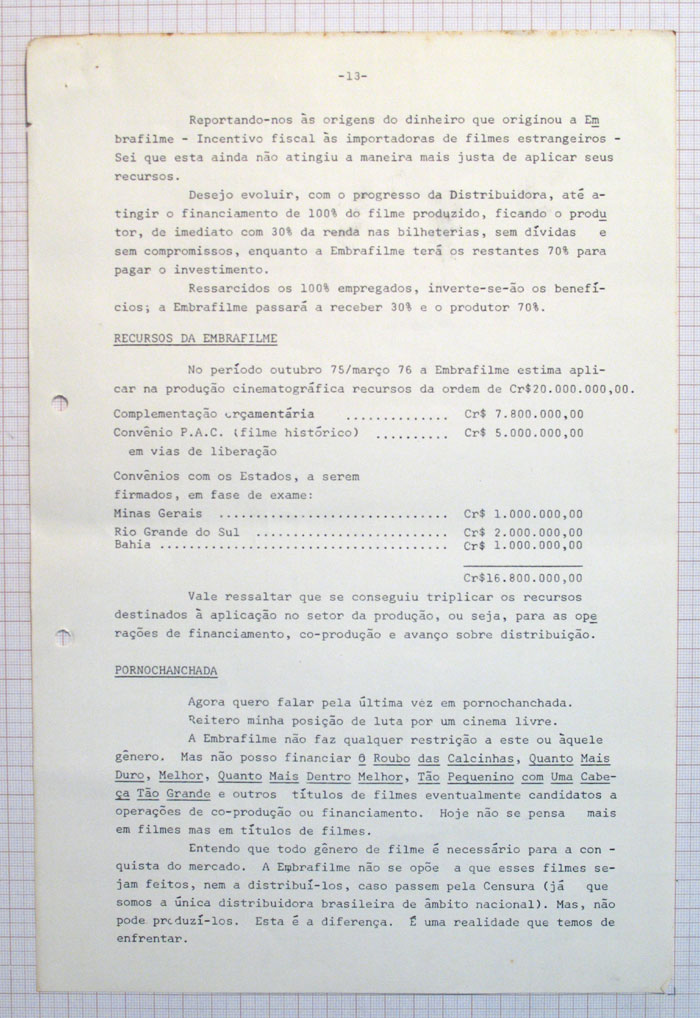 -13-
Reportando-nos às origens do dinheiro que originou a Em
brafilme - Incentivo fiscal às importadoras de filmes estrangeiros -
Sei que esta ainda não atingiu a maneira mais justa de aplicar seus
recursos.
Desejo evoluir, com o progresso da Distribuidora, até a-
tingir o financiamento de 100% do filme produzido, ficando o produ
tor, de imediato com 30% da renda nas bilheterias, sem dívidas e
sem compromissos, enquanto a Embrafilme terá os restantes 70% para
pagar o investimento.
Ressarcidos os 100% empregados, inverte-se-ão os benefí-
cios; a Embrafilme passará a receber 30% e o produtor 70%.
RECURSOS DA EMBRAFILME
No período outubro 75/março 76 a Embrafilme estima apli-
car na produção cinematográfica recursos da ordem de Cr$20.000.000,00.
Complementação orçamentária .............. Cr$ 7.800.000,00
Convênio P.A.C. (filme histórico) .......... Cr$ 5.000.000,00
em vias de liberação
Convênios com os Estados, a serem
firmados, em fase de exame:
Minas Gerais ............................... Cr$ 1.000.000,00
Rio Grande do Sul .......................... Cr$ 2.000.000,00
Bahia ....................................... Cr$ 1.000.000,00
Cr$16.800.000,00
Vale ressaltar que se conseguiu triplicar os recursos
destinados à aplicação no setor da produção, ou seja, para as ope
rações de financiamento, co-produção e avanço sobre distribuição.
PORNOCHANCHADA
Agora quero falar pela última vez em pornochanchada.
Reitero minha posição de luta por um cinema livre.
A Embrafilme não faz qualquer restrição a este ou àquele
gênero. Mas não posso financiar O Roubo das Calcinhas, Quanto Mais
Duro, Melhor, Quanto Mais Dentro Melhor, Tão Pequenino com Uma Cabe-
ça Tão Grande e outros títulos de filmes eventualmente candidatos a
operações de co-produção ou financiamento. Hoje não se pensa mais
em filmes mas em títulos de filmes.
Entendo que todo gênero de filme é necessário para a con -
quista do mercado. A Embrafilme não se opõe a que esses filmes se-
jam feitos, nem a distribuí-los, caso passem pela Censura (já que
somos a única distribuidora brasileira de âmbito nacional). Mas, não
pode produzí-los. Esta é a diferença. É uma realidade que temos de
enfrentar.